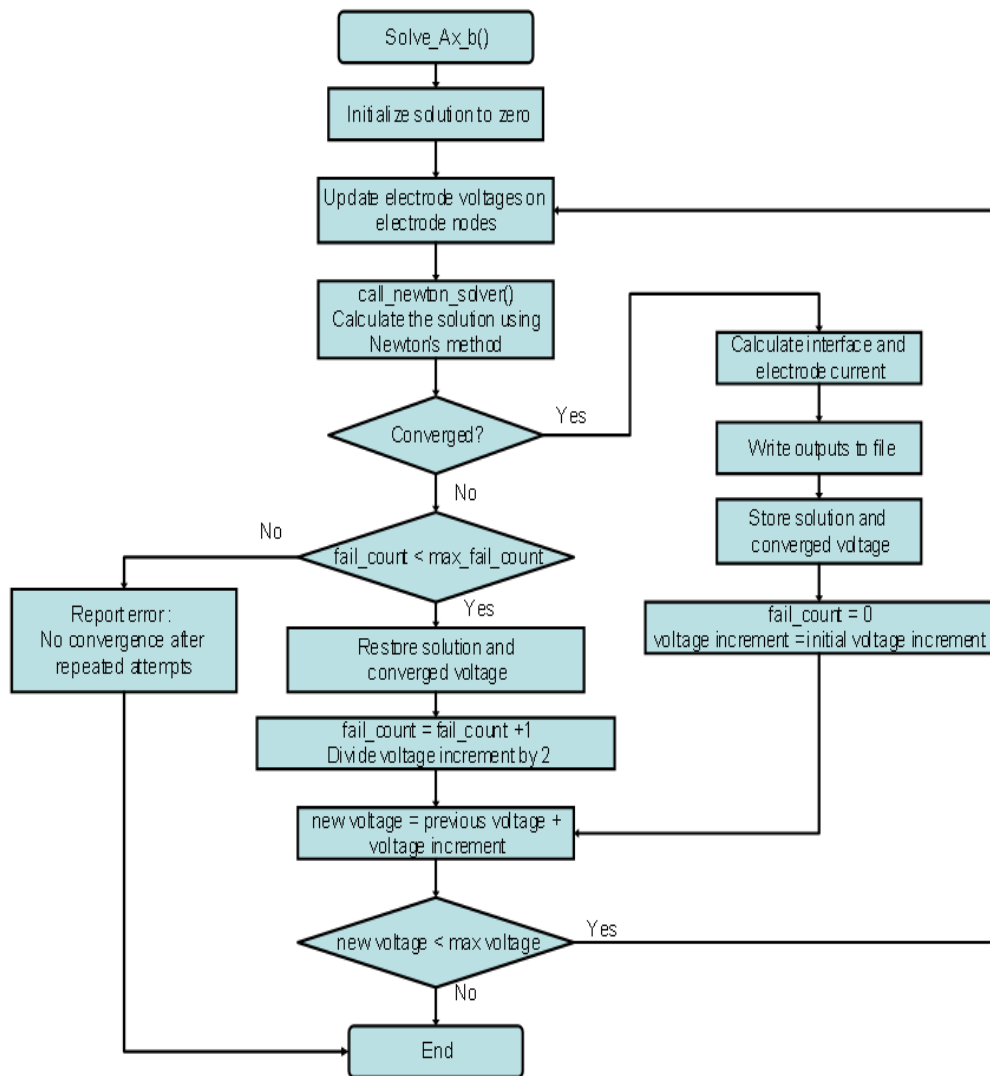 Solve_Ax_b()
Initialize solution to zero
Update electrode voltages on
electrode nodes
call_newton_solver()
Calculate the solution using
Newton's method
Converged?
Yes
Calculate interface and
electrode current
Write outputs to file
Store solution and
converged voltage
fail_count = 0
voltage increment =initial voltage increment
No
fail_count < max_fail_count
No
Report error :
No convergence after
repeated attempts
Yes
Restore solution and
converged voltage
fail_count = fail_count +1
Divide voltage increment by 2
new voltage = previous voltage +
voltage increment
new voltage < max voltage
Yes
No
End